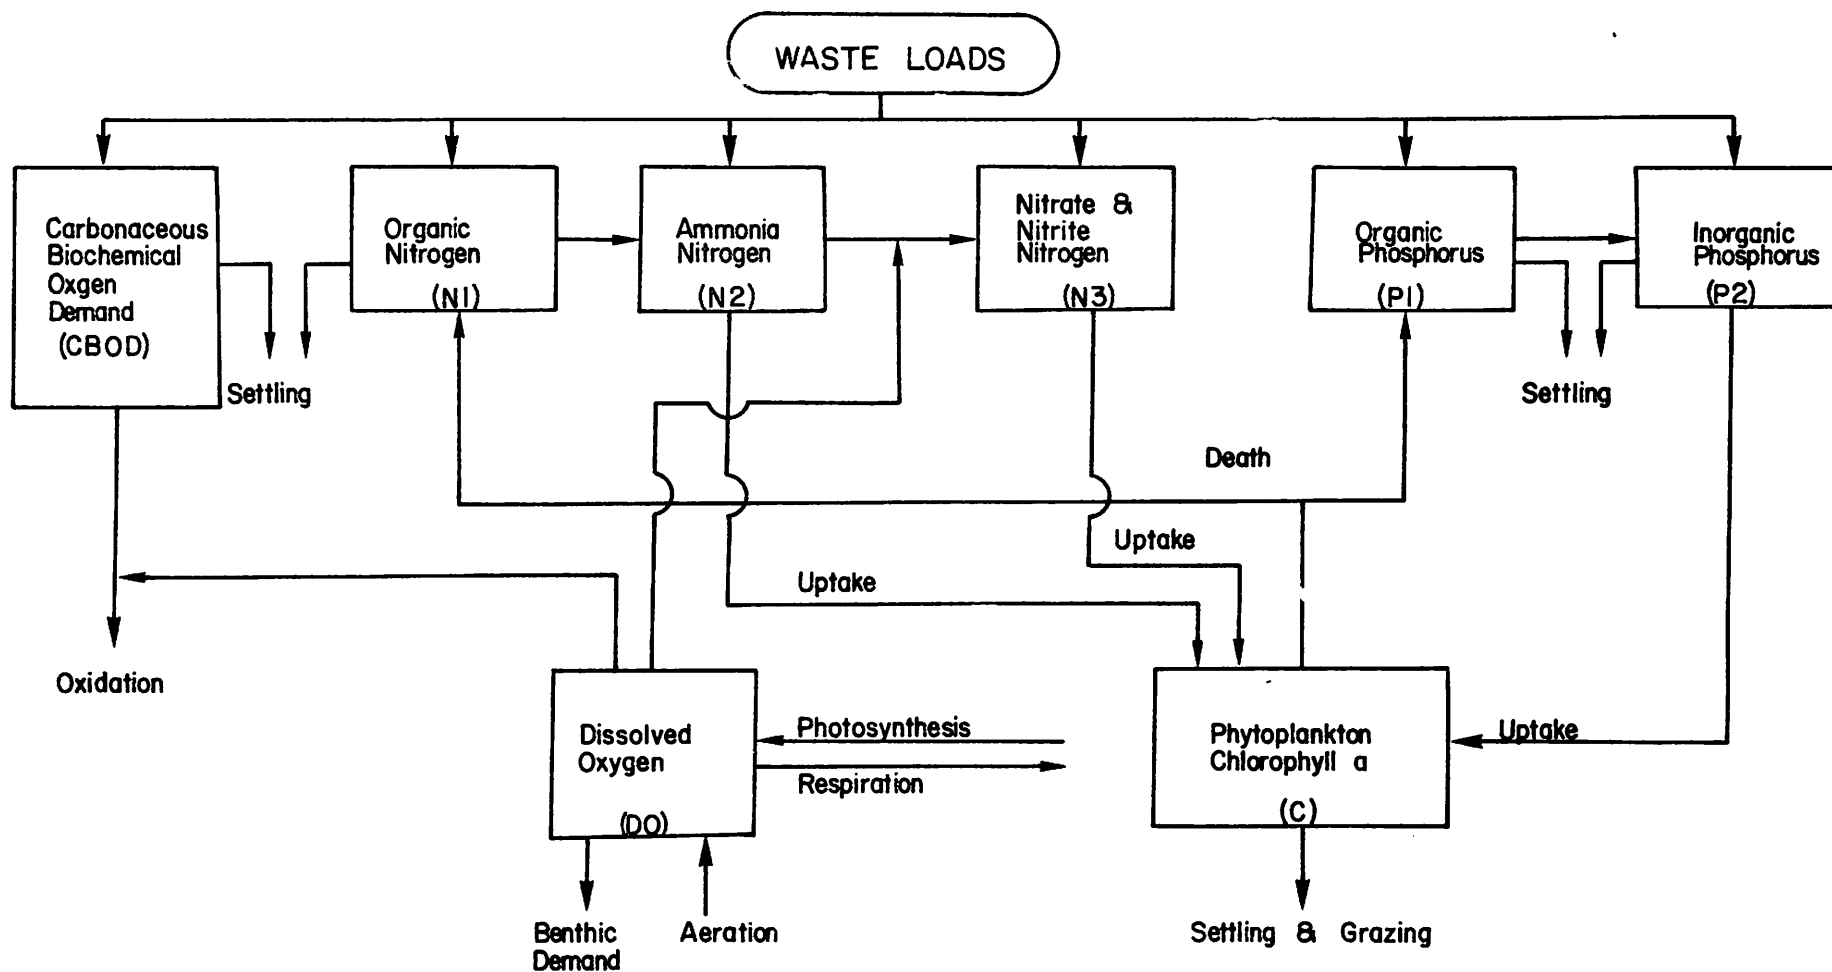 WASTE LOADS
Carbonaceous
Biochemical
Oxgen
Demand
(CBOD)
Organic
Nitrogen
(N1)
Ammonia
Nitrogen
(N2)
Nitrate &
Nitrite
Nitrogen
(N3)
Organic
Phosphorus
(P1)
Inorganic
Phosphorus
(P2)
Settling
Settling
Death
Uptake
Uptake
Oxidation
Dissolved
Oxygen
(DO)
Photosynthesis
Respiration
Phytoplankton
Chlorophyll a
(C)
Uptake
Benthic
Demand
Aeration
Settling & Grazing